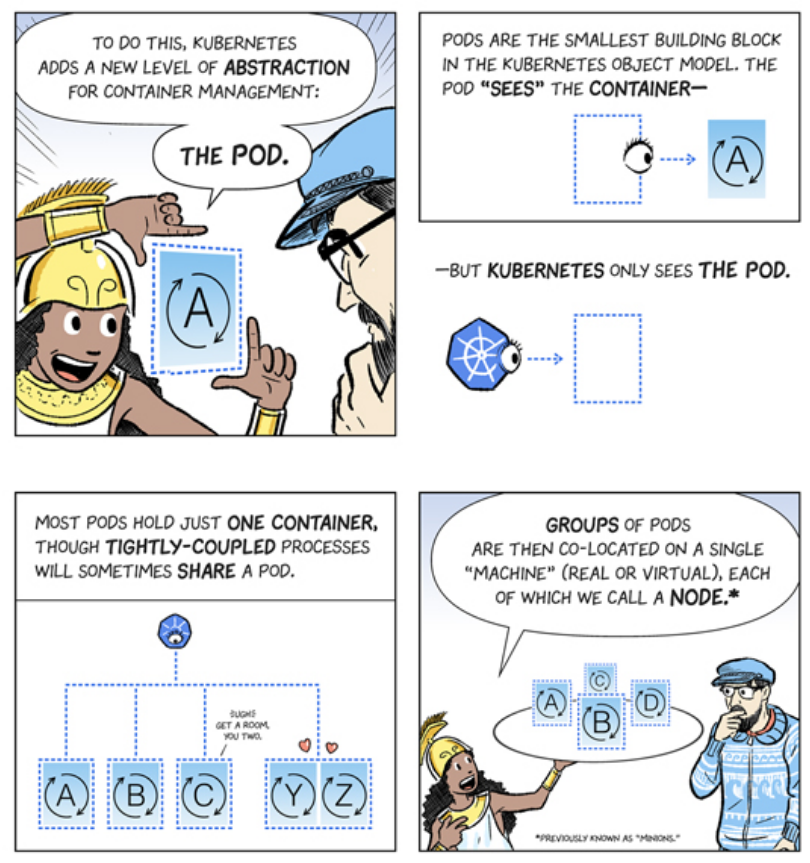 TO DO THIS, KUBERNETES
ADDS A NEW LEVEL OF ABSTRACTION
FOR CONTAINER MANAGEMENT:
THE POD.
A
PODS ARE THE SMALLEST BUILDING BLOCK
IN THE KUBERNETES OBJECT MODEL. THE
POD "SEES" THE CONTAINER—
A
—BUT KUBERNETES ONLY SEES THE POD.
MOST PODS HOLD JUST ONE CONTAINER,
THOUGH TIGHTLY-COUPLED PROCESSES
WILL SOMETIMES SHARE A POD.
SUGHS
GET A ROOM,
YOU TWO.
A B C Y Z
GROUPS OF PODS
ARE THEN CO-LOCATED ON A SINGLE
"MACHINE" (REAL OR VIRTUAL), EACH
OF WHICH WE CALL A NODE.*
C
A B D
*PREVIOUSLY KNOWN AS "MINIONS."